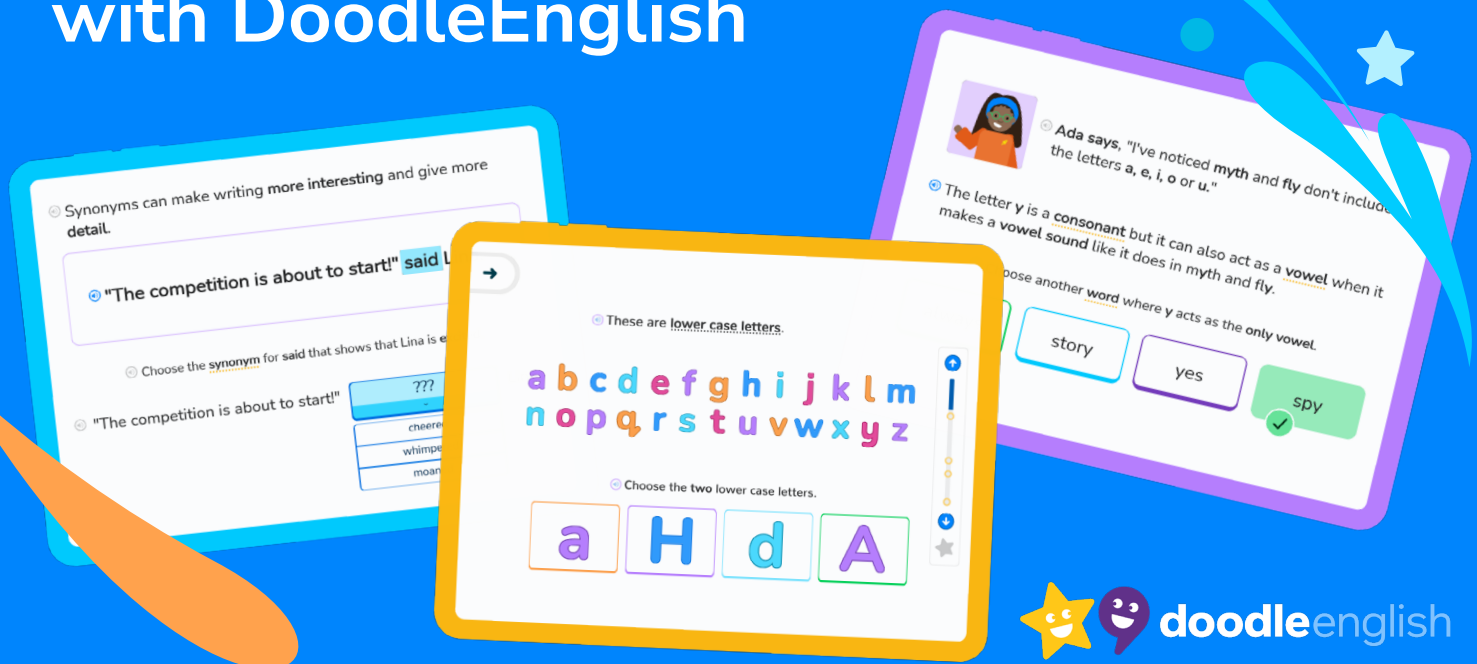 with DoodleEnglish
Synonyms can make writing more interesting and give more
detail.
"The competition is about to start!" said L
Choose the synonym for said that shows that Lina is e
"The competition is about to start!"
???
cheere
whimpe
moan
These are lower case letters.
a b c d e f g h i j k l m
n o p q r s t u v w x y z
Choose the two lower case letters.
a H d A
Ada says, "I've noticed myth and fly don't include
the letters a, e, i, o or u."
The letter y is a consonant but it can also act as a vowel when it
makes a vowel sound like it does in myth and fly.
oose another word where y acts as the only vowel.
story
yes
spy
doodleenglish